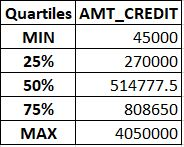 Quartiles AMT_CREDIT
MIN 45000
25% 270000
50% 514777.5
75% 808650
MAX 4050000